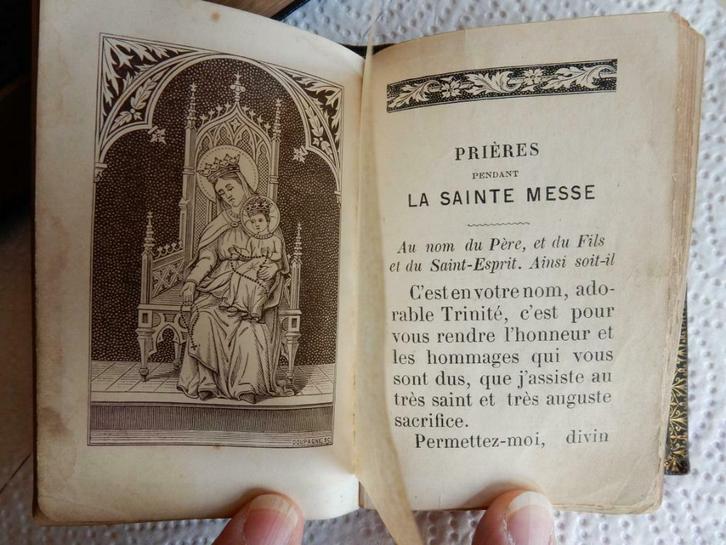 DOUPAGNE SC
PRIÈRES
PENDANT
LA SAINTE MESSE
Au nom du Père, et du Fils
et du Saint-Esprit. Ainsi soit-il
C'est en votre nom, ado-
rable Trinité, c'est pour
vous rendre l'honneur et
les hommages qui vous
sont dus, que j'assiste au
très saint et très auguste
sacrifice.
Permettez-moi, divin